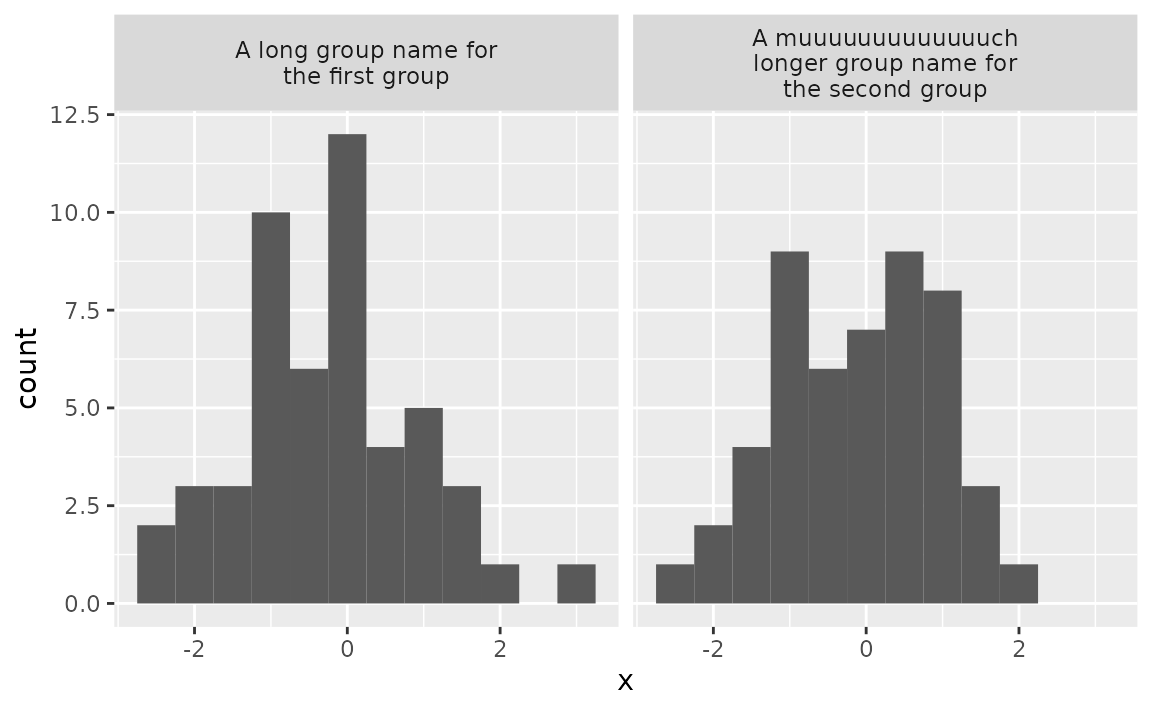 A long group name for
the first group
A muuuuuuuuuuuuuch
longer group name for
the second group
12.5
10.0
7.5
5.0
2.5
0.0
count
-2
0
2
-2
0
2
x